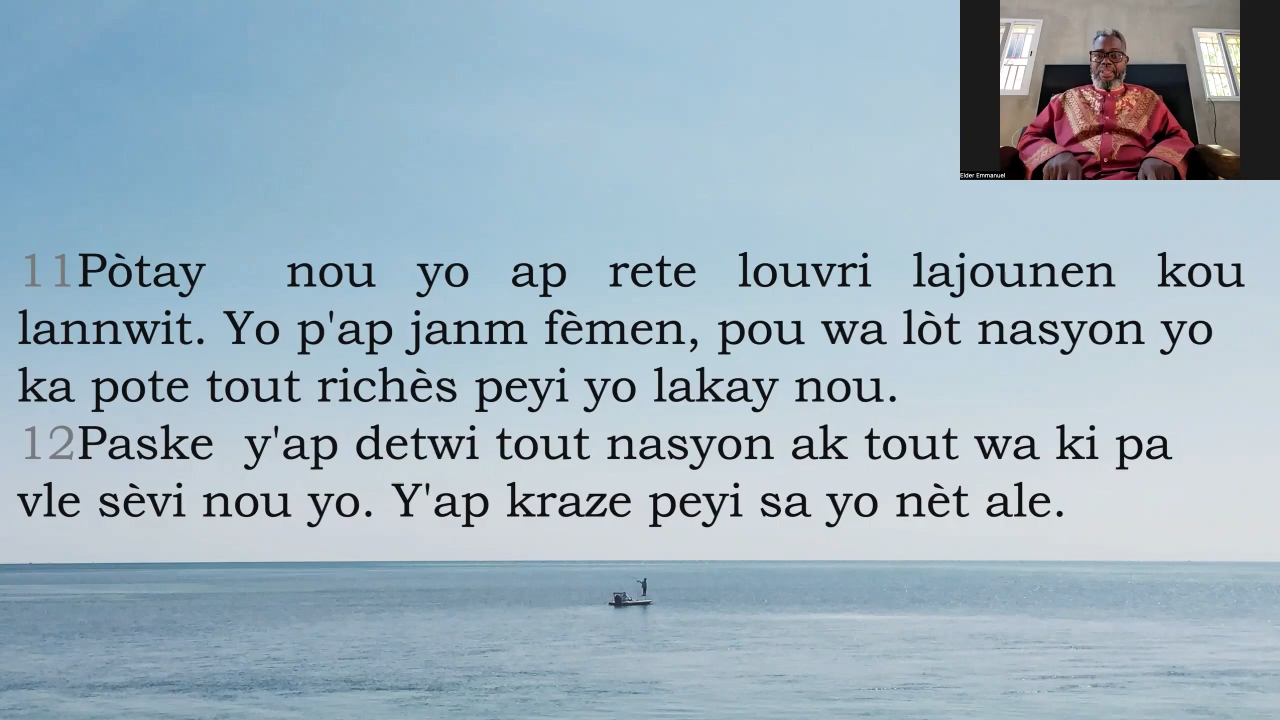 Elder Emmanuel
11Pòtay nou yo ap rete louvri lajounen kou
lannwit. Yo p'ap janm fèmen, pou wa lòt nasyon yo
ka pote tout richès peyi yo lakay nou.
12Paske y'ap detwi tout nasyon ak tout wa ki pa
vle sèvi nou yo. Y'ap kraze peyi sa yo nèt ale.